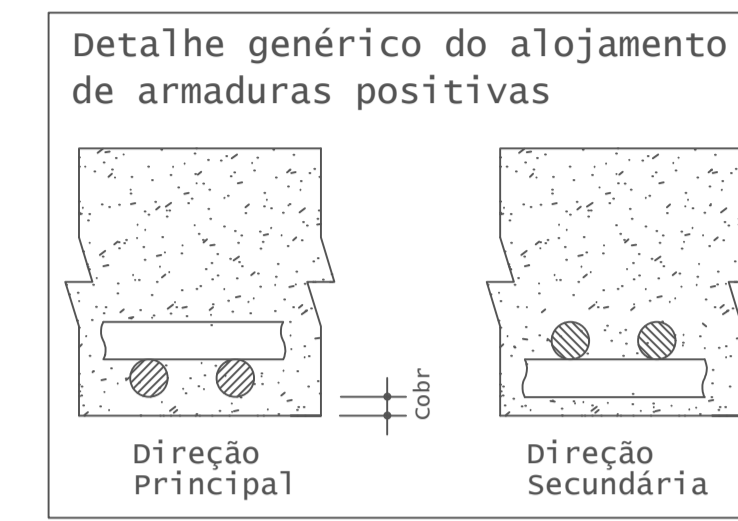 Detalhe genérico do alojamento
de armaduras positivas
Cobr
Direção
Principal
Direção
Secundária